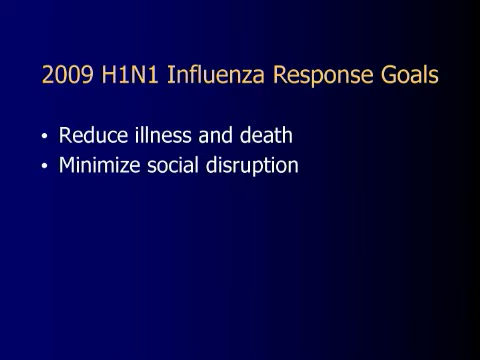 2009 H1N1 Influenza Response Goals
• Reduce illness and death
• Minimize social disruption